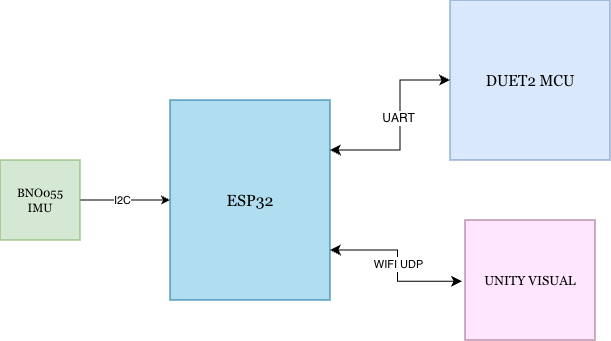 DUET2 MCU
UART
BNO055
IMU
I2C
ESP32
WIFI UDP
UNITY VISUAL